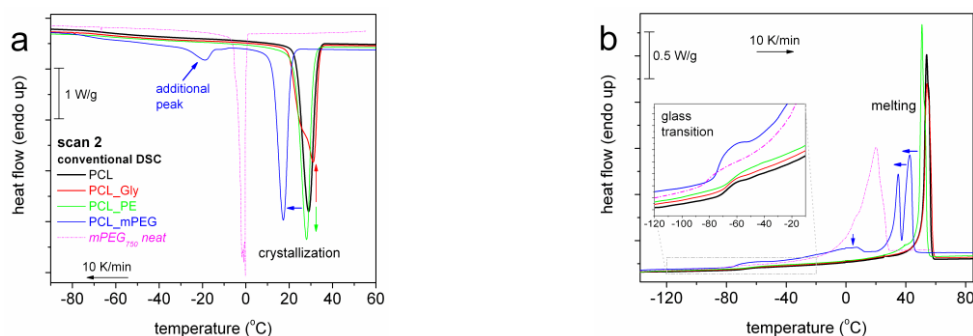 a
1 W/g
additional
peak
scan 2
conventional DSC
PCL
PCL_Gly
PCL_PE
PCL_mPEG
mPEG750 neat
crystallization
10 K/min
heat flow (endo up)
-80 -60 -40 -20 0 20 40 60
temperature (°C)
b
10 K/min
0.5 W/g
melting
glass
transition
-120 -100 -80 -60 -40 -20
heat flow (endo up)
-120 -80 -40 0 40 80
temperature (°C)